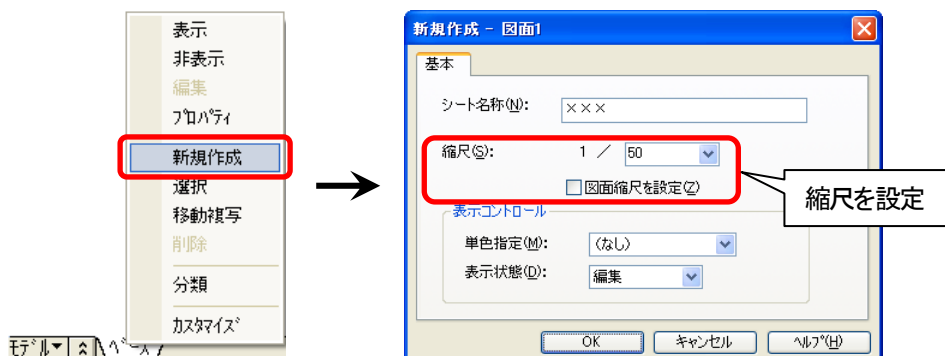 表示
非表示
編集
プロパティ
新規作成
選択
移動複写
削除
分類
カスタマイズ
モデル
ベース
新規作成 - 図面1
基本
シート名称(N):
×××
縮尺(S):
1 / 50
図面縮尺を設定(Z)
縮尺を設定
表示コントロール
単色指定(M):
(なし)
表示状態(D):
編集
OK キャンセル ヘルプ(H)